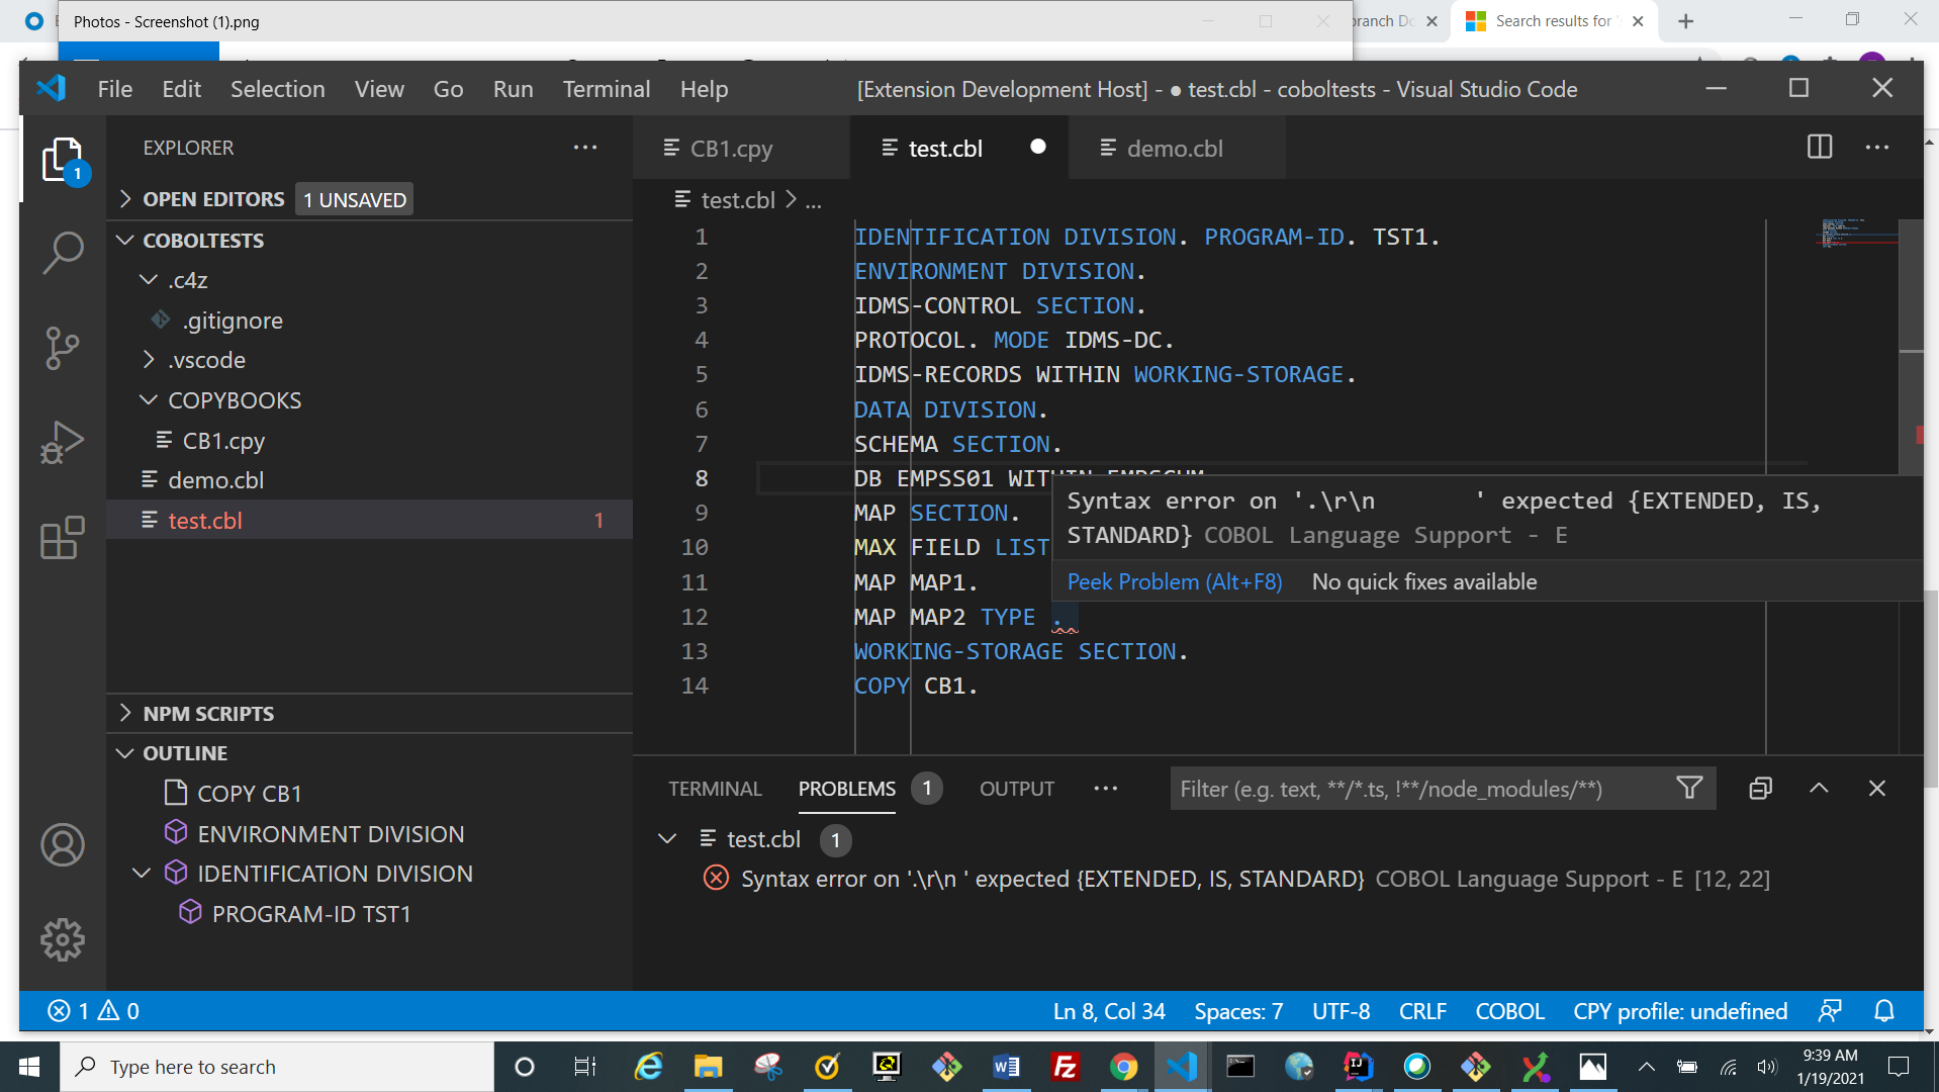 Photos - Screenshot (1).png
branch
Search results for
File Edit Selection View Go Run Terminal Help
[Extension Development Host] - ● test.cbl - coboltests - Visual Studio Code
1
EXPLORER
OPEN EDITORS 1 UNSAVED
COBOLTESTS
.c4z
.gitignore
.vscode
COPYBOOKS
CB1.cpy
demo.cbl
test.cbl 1
NPM SCRIPTS
OUTLINE
COPY CB1
ENVIRONMENT DIVISION
IDENTIFICATION DIVISION
PROGRAM-ID TST1
CB1.cpy test.cbl demo.cbl
test.cbl > ...
1 IDENTIFICATION DIVISION. PROGRAM-ID. TST1.
2 ENVIRONMENT DIVISION.
3 IDMS-CONTROL SECTION.
4 PROTOCOL. MODE IDMS-DC.
5 IDMS-RECORDS WITHIN WORKING-STORAGE.
6 DATA DIVISION.
7 SCHEMA SECTION.
8 DB EMPSS01 WITHIN EMPSCHM
9 MAP SECTION.
10 MAX FIELD LIST
11 MAP MAP1.
12 MAP MAP2 TYPE .
13 WORKING-STORAGE SECTION.
14 COPY CB1.
Syntax error on '.\r\n ' expected {EXTENDED, IS,
STANDARD} COBOL Language Support - E
Peek Problem (Alt+F8) No quick fixes available
TERMINAL PROBLEMS 1 OUTPUT ... Filter (e.g. text, **/*.ts, !**/node_modules/**)
test.cbl 1
Syntax error on '.\r\n ' expected {EXTENDED, IS, STANDARD} COBOL Language Support - E [12, 22]
1 0 Ln 8, Col 34 Spaces: 7 UTF-8 CRLF COBOL CPY profile: undefined
Type here to search
9:39 AM
1/19/2021